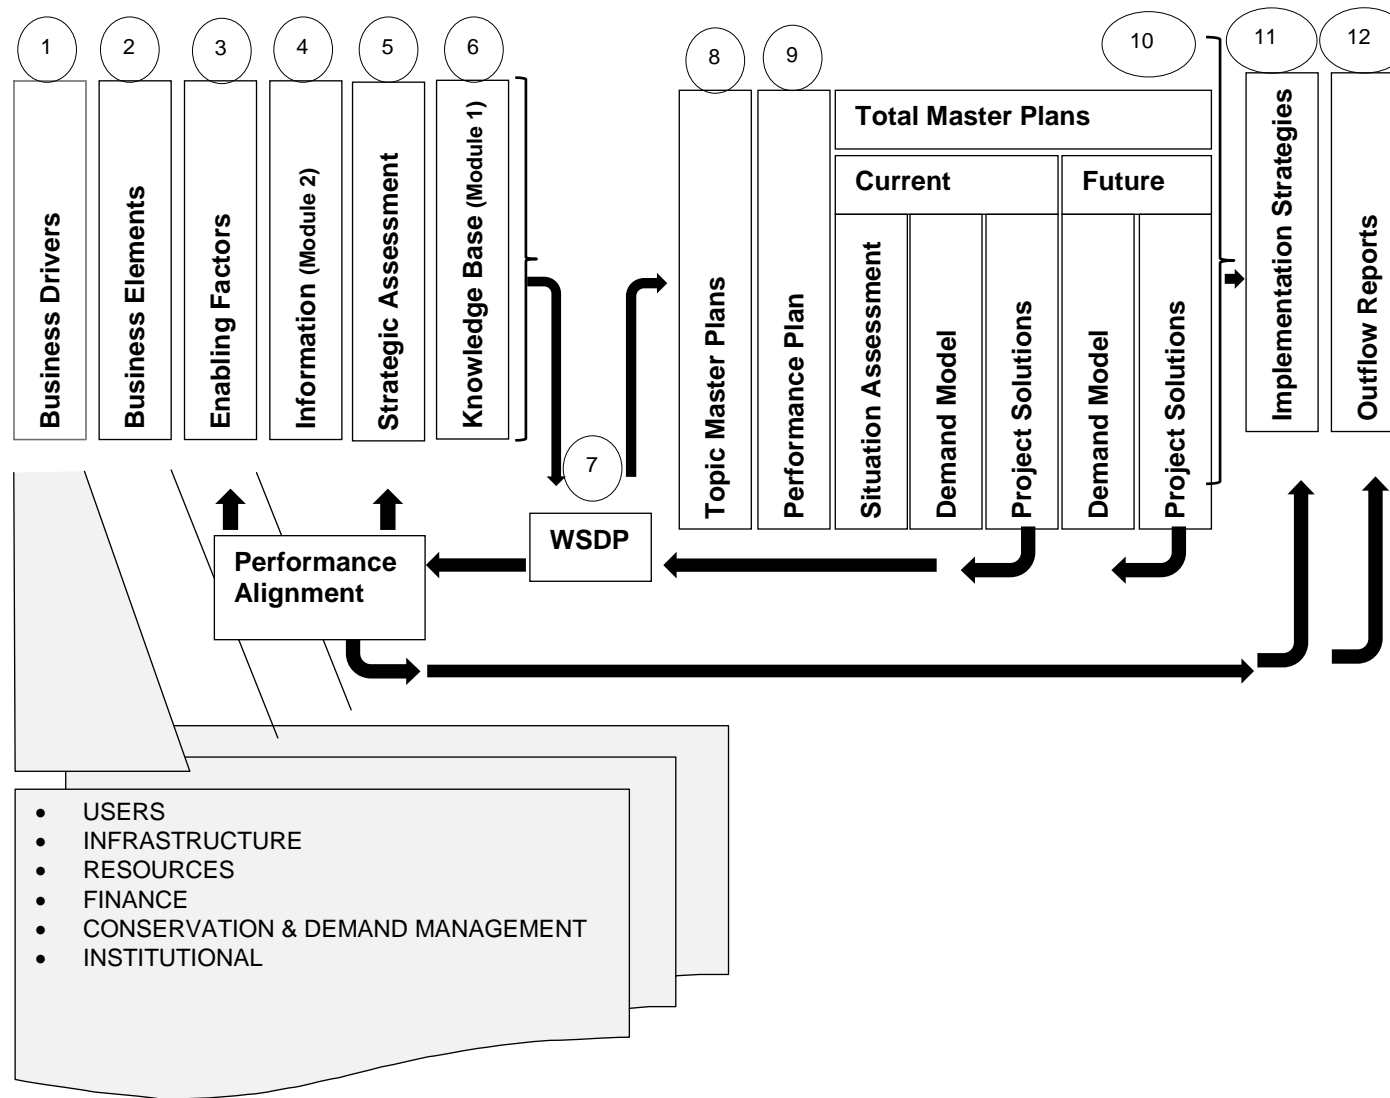 1
2
3
4
5
6
8
9
10
11
12
Business Drivers
Business Elements
Enabling Factors
Information (Module 2)
Strategic Assessment
Knowledge Base (Module 1)
Topic Master Plans
Performance Plan
Total Master Plans
Current
Future
Situation Assessment
Demand Model
Project Solutions
Demand Model
Project Solutions
Implementation Strategies
Outflow Reports
7
WSDP
Performance
Alignment
• USERS
• INFRASTRUCTURE
• RESOURCES
• FINANCE
• CONSERVATION & DEMAND MANAGEMENT
• INSTITUTIONAL